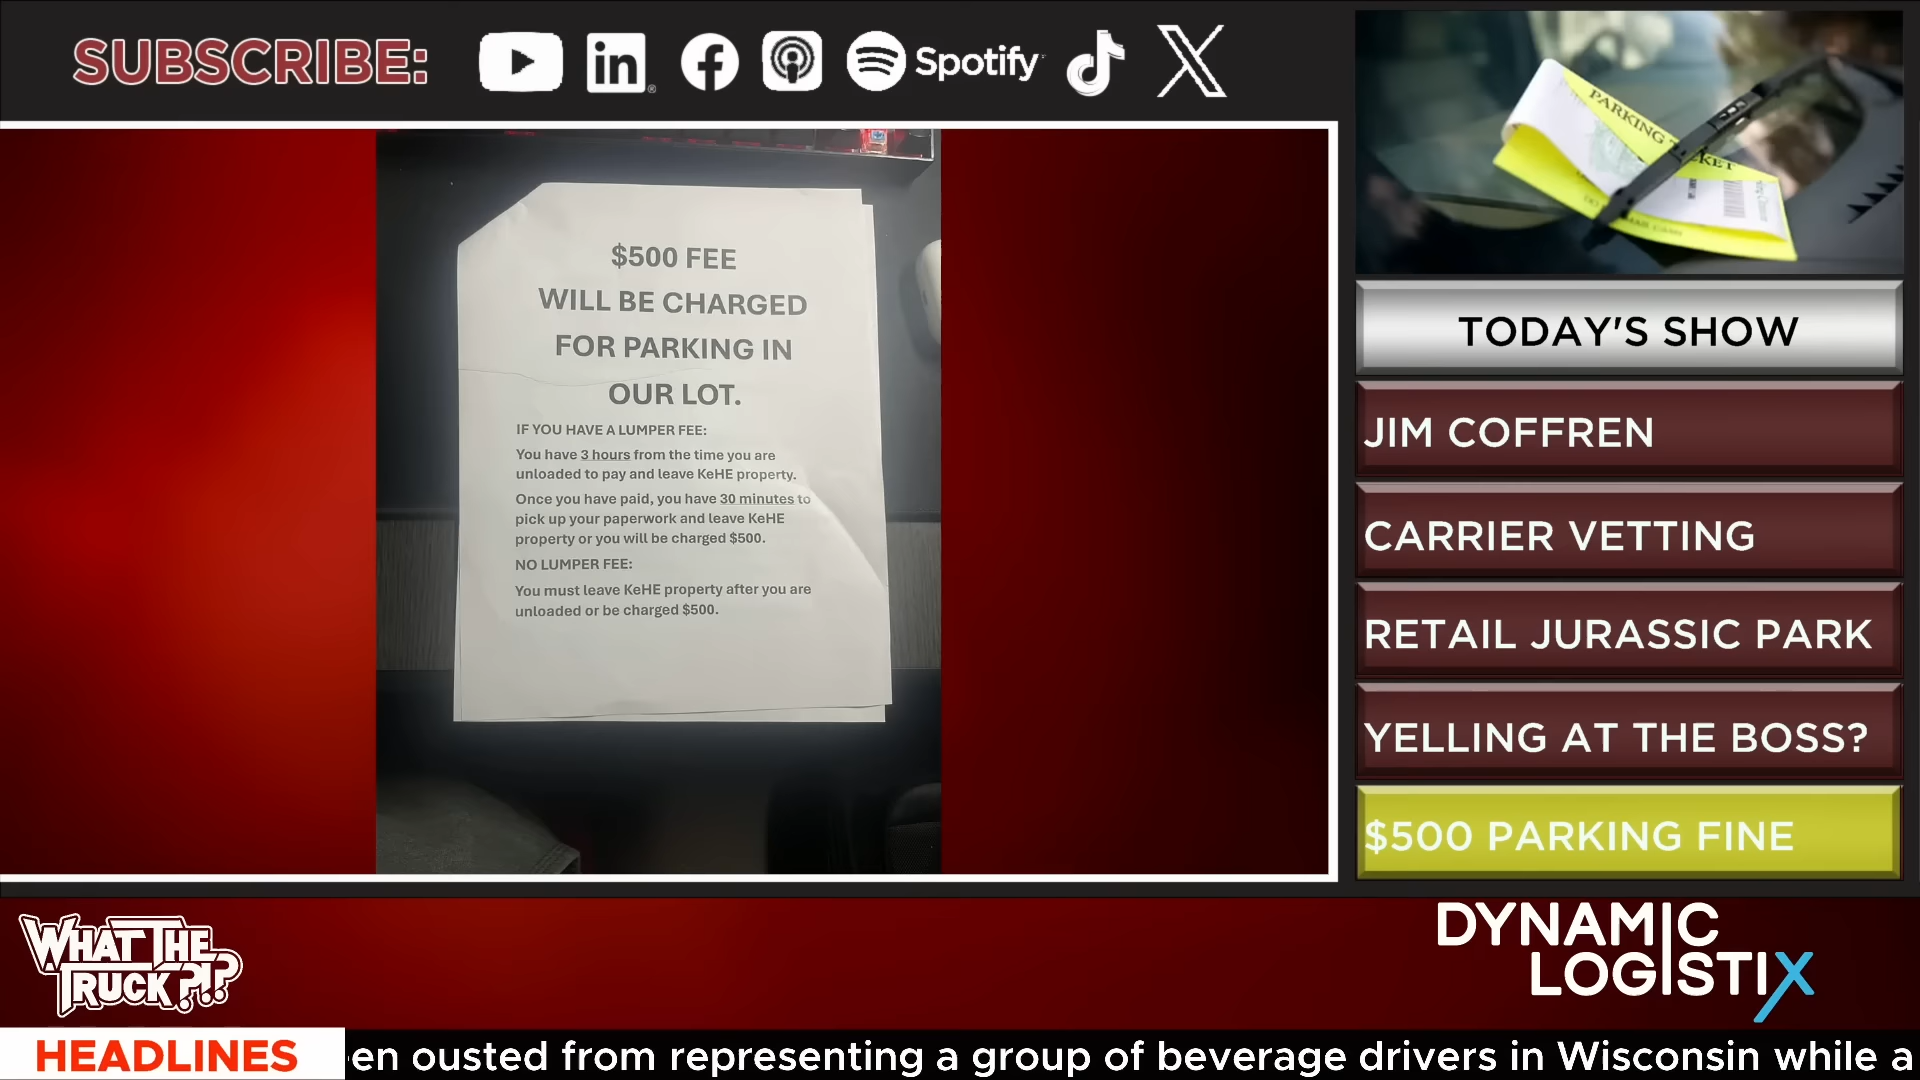 SUBSCRIBE:
in
Spotify
PARKING TICKET
$500 FEE
WILL BE CHARGED
FOR PARKING IN
OUR LOT.
IF YOU HAVE A LUMPER FEE:
You have 3 hours from the time you are
unloaded to pay and leave KeHE property.
Once you have paid, you have 30 minutes to
pick up your paperwork and leave KeHE
property or you will be charged $500.
NO LUMPER FEE:
You must leave KeHE property after you are
unloaded or be charged $500.
TODAY'S SHOW
JIM COFFREN
CARRIER VETTING
RETAIL JURASSIC PARK
YELLING AT THE BOSS?
$500 PARKING FINE
WHAT THE
TRUCK?!?
DYNAMIC
LOGISTIX
HEADLINES
en ousted from representing a group of beverage drivers in Wisconsin while a